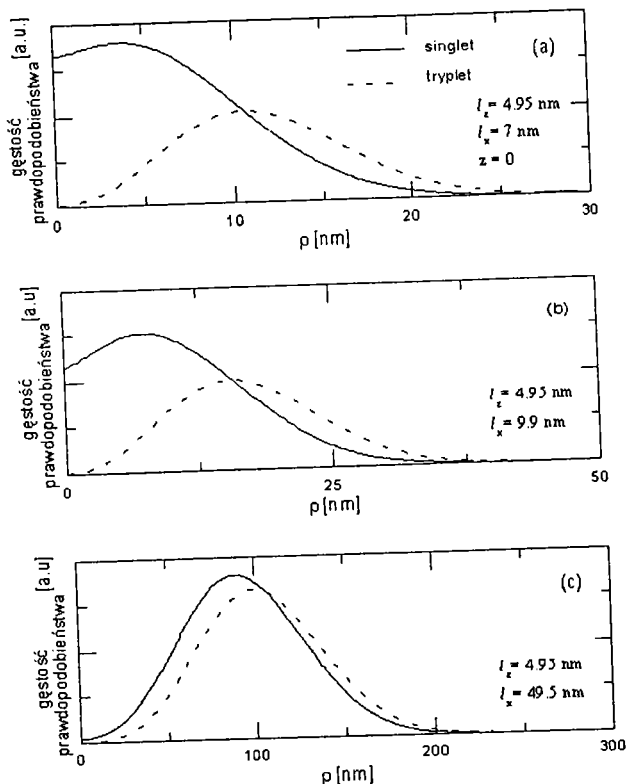 gęstość
prawdopodobieństwa [a.u.]
singlet
tryplet
(a)
l_z = 4.95 nm
l_x = 7 nm
z = 0
0 10 20 30
ρ [nm]
gęstość
prawdopodobieństwa [a.u]
(b)
l_z = 4.95 nm
l_x = 9.9 nm
0 25 50
ρ [nm]
gęstość
prawdopodobieństwa [a.u]
(c)
l_z = 4.95 nm
l_x = 49.5 nm
0 100 200 300
ρ [nm]